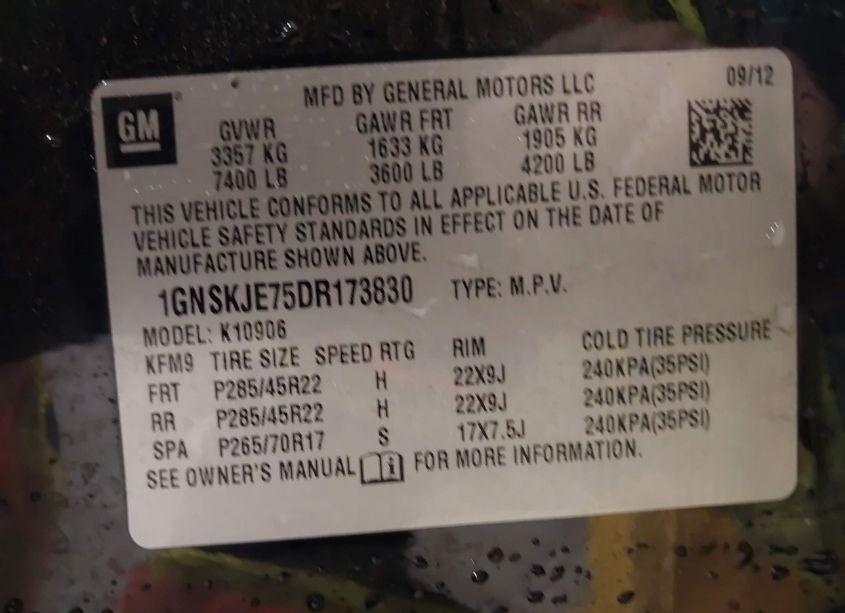 GM
MFD BY GENERAL MOTORS LLC 09/12
GVWR GAWR FRT GAWR RR
3357 KG 1633 KG 1905 KG
7400 LB 3600 LB 4200 LB
THIS VEHICLE CONFORMS TO ALL APPLICABLE U.S. FEDERAL MOTOR
VEHICLE SAFETY STANDARDS IN EFFECT ON THE DATE OF
MANUFACTURE SHOWN ABOVE.
1GNSKJE75DR173830 TYPE: M.P.V.
MODEL: K10906
KFM9 TIRE SIZE SPEED RTG RIM COLD TIRE PRESSURE
FRT P285/45R22 H 22X9J 240KPA(35PSI)
RR P285/45R22 H 22X9J 240KPA(35PSI)
SPA P265/70R17 S 17X7.5J 240KPA(35PSI)
SEE OWNER'S MANUAL FOR MORE INFORMATION.